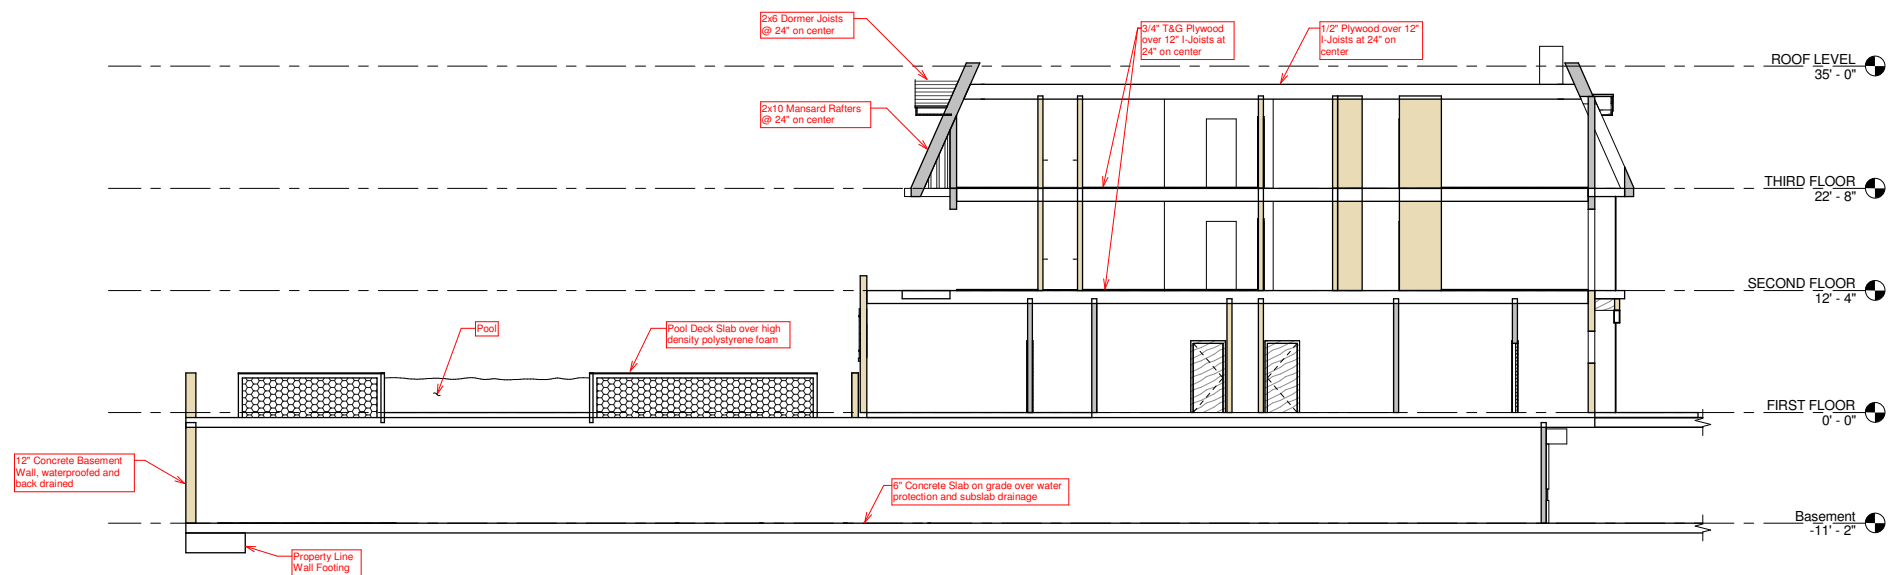 2x6 Dormer Joists
@ 24" on center
3/4" T&G Plywood
over 12" I-Joists at
24" on center
1/2" Plywood over 12"
I-Joists at 24" on
center
ROOF LEVEL
35' - 0"
2x10 Mansard Rafters
@ 24" on center
THIRD FLOOR
22' - 8"
SECOND FLOOR
12' - 4"
Pool
Pool Deck Slab over high
density polystyrene foam
FIRST FLOOR
0' - 0"
12" Concrete Basement
Wall, waterproofed and
back drained
6" Concrete Slab on grade over water
protection and subslab drainage
Basement
-11' - 2"
Property Line
Wall Footing